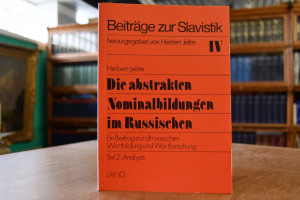 Beiträge zur Slavistik
herausgegeben von Herbert Jelitte
IV
Herbert Jelitte
Die abstrakten
Nominalbildungen
im Russischen
Ein Beitrag zur altrussischen
Wortbildung und Wortforschung
Teil 2: Analyse
LANG